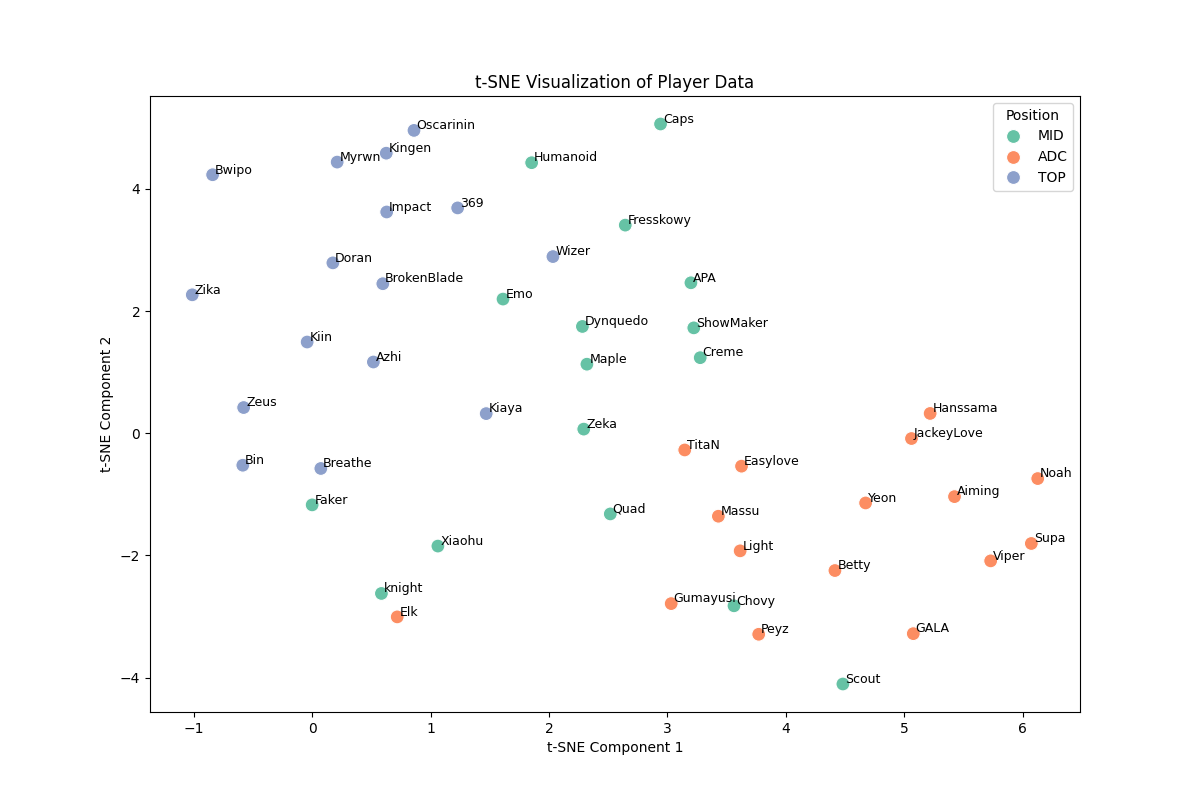 t-SNE Visualization of Player Data
Position
MID
ADC
TOP
Caps
Oscarinin
Kingen
Myrwn
Humanoid
Bwipo
369
Impact
Fresskowy
Wizer
Doran
BrokenBlade
APA
Zika
Emo
Dynquedo
ShowMaker
Kiin
Creme
Azhi
Maple
Zeus
Kiaya
Hanssama
Zeka
JackeyLove
TitaN
Bin
Breathe
Easylove
Noah
Faker
Yeon
Aiming
Quad
Massu
Xiaohu
Light
Supa
Viper
Betty
knight
Elk
Gumayusi
Chovy
Peyz
GALA
Scout
4
2
0
−2
−4
−1
0
1
2
3
4
5
6
t-SNE Component 1
t-SNE Component 2